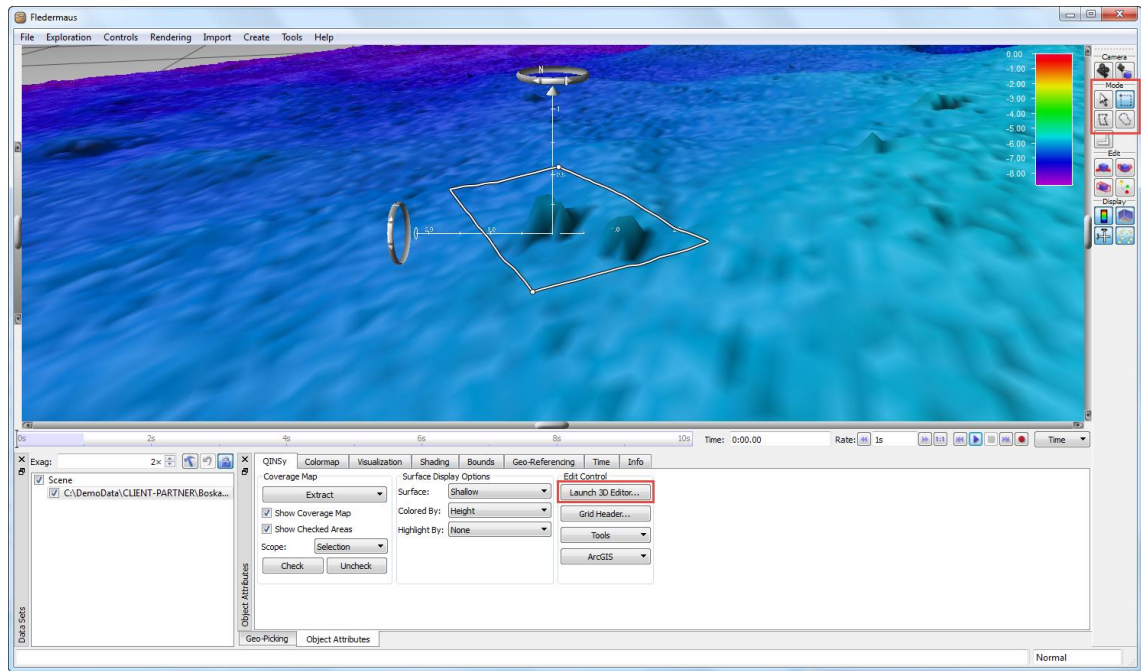 Fledermaus
File Exploration Controls Rendering Import Create Tools Help
Camera
Mode
Edit
Display
0.00
-1.00
-2.00
-3.00
-4.00
-5.00
-6.00
-7.00
-8.00
N
0s 2s 4s 6s 8s 10s Time: 0:00.00 Rate: 1s 1:1 Time
Exag: 2×
Scene
C:\DemoData\CLIENT-PARTNER\Boska...
Data Sets
Object Attributes
QINSy Colormap Visualization Shading Bounds Geo-Referencing Time Info
Coverage Map
Extract
Show Coverage Map
Show Checked Areas
Scope: Selection
Check Uncheck
Surface Display Options
Surface: Shallow
Colored By: Height
Highlight By: None
Edit Control
Launch 3D Editor...
Grid Header...
Tools
ArcGIS
Geo-Picking Object Attributes
Normal